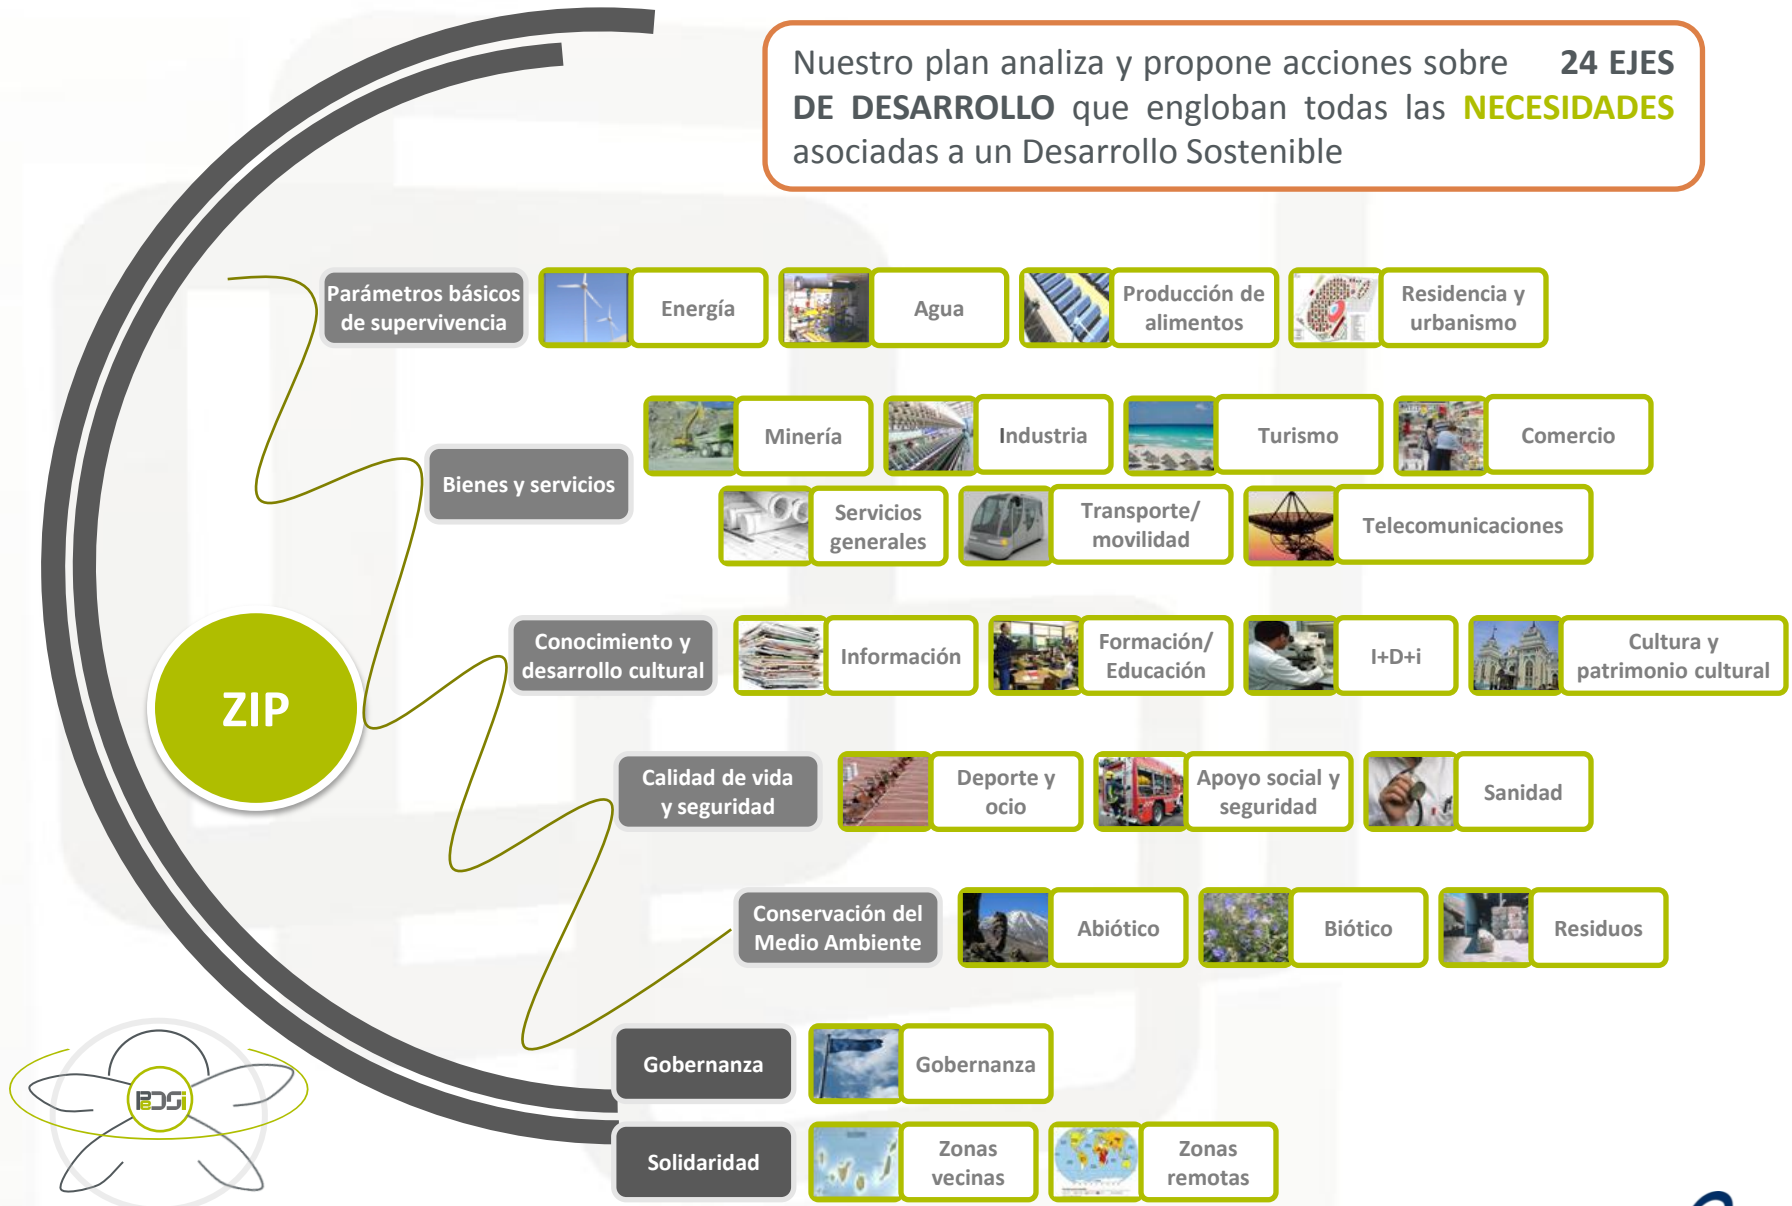 Nuestro plan analiza y propone acciones sobre 24 EJES
DE DESARROLLO que engloban todas las NECESIDADES
asociadas a un Desarrollo Sostenible
Parámetros básicos
de supervivencia
Energía
Agua
Producción de
alimentos
Residencia y
urbanismo
Bienes y servicios
Minería
Industria
Turismo
Comercio
Servicios
generales
Transporte/
movilidad
Telecomunicaciones
ZIP
Conocimiento y
desarrollo cultural
Información
Formación/
Educación
I+D+i
Cultura y
patrimonio cultural
Calidad de vida
y seguridad
Deporte y
ocio
Apoyo social y
seguridad
Sanidad
Conservación del
Medio Ambiente
Abiótico
Biótico
Residuos
Gobernanza
Gobernanza
Solidaridad
Zonas
vecinas
Zonas
remotas